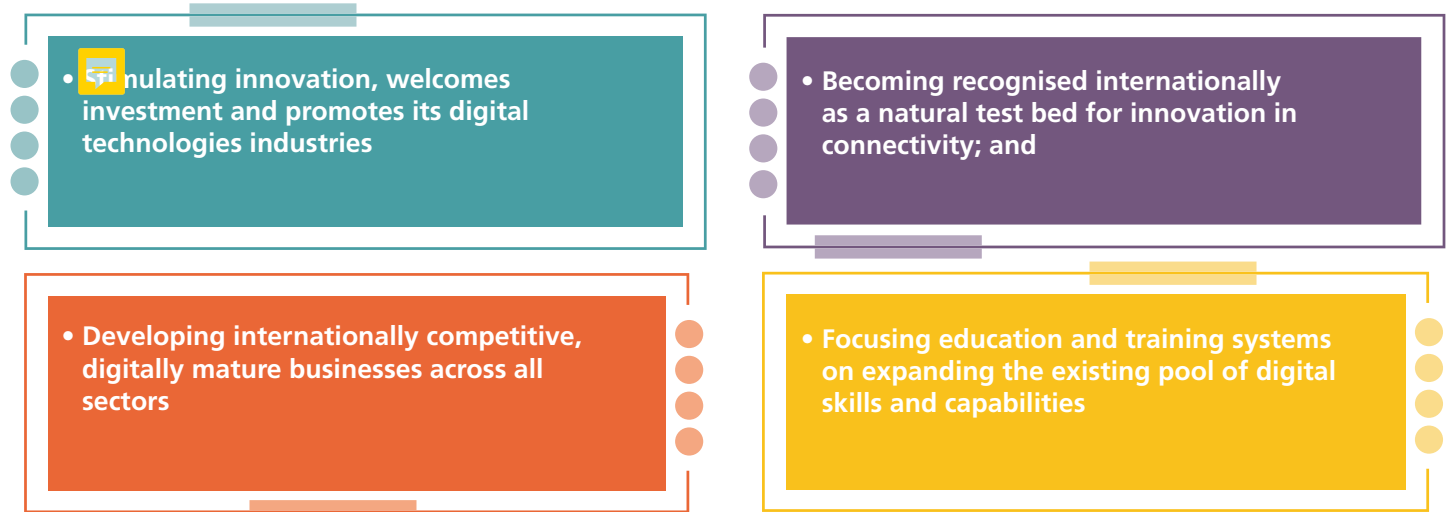 • Stimulating innovation, welcomes
investment and promotes its digital
technologies industries
• Becoming recognised internationally
as a natural test bed for innovation in
connectivity; and
• Developing internationally competitive,
digitally mature businesses across all
sectors
• Focusing education and training systems
on expanding the existing pool of digital
skills and capabilities